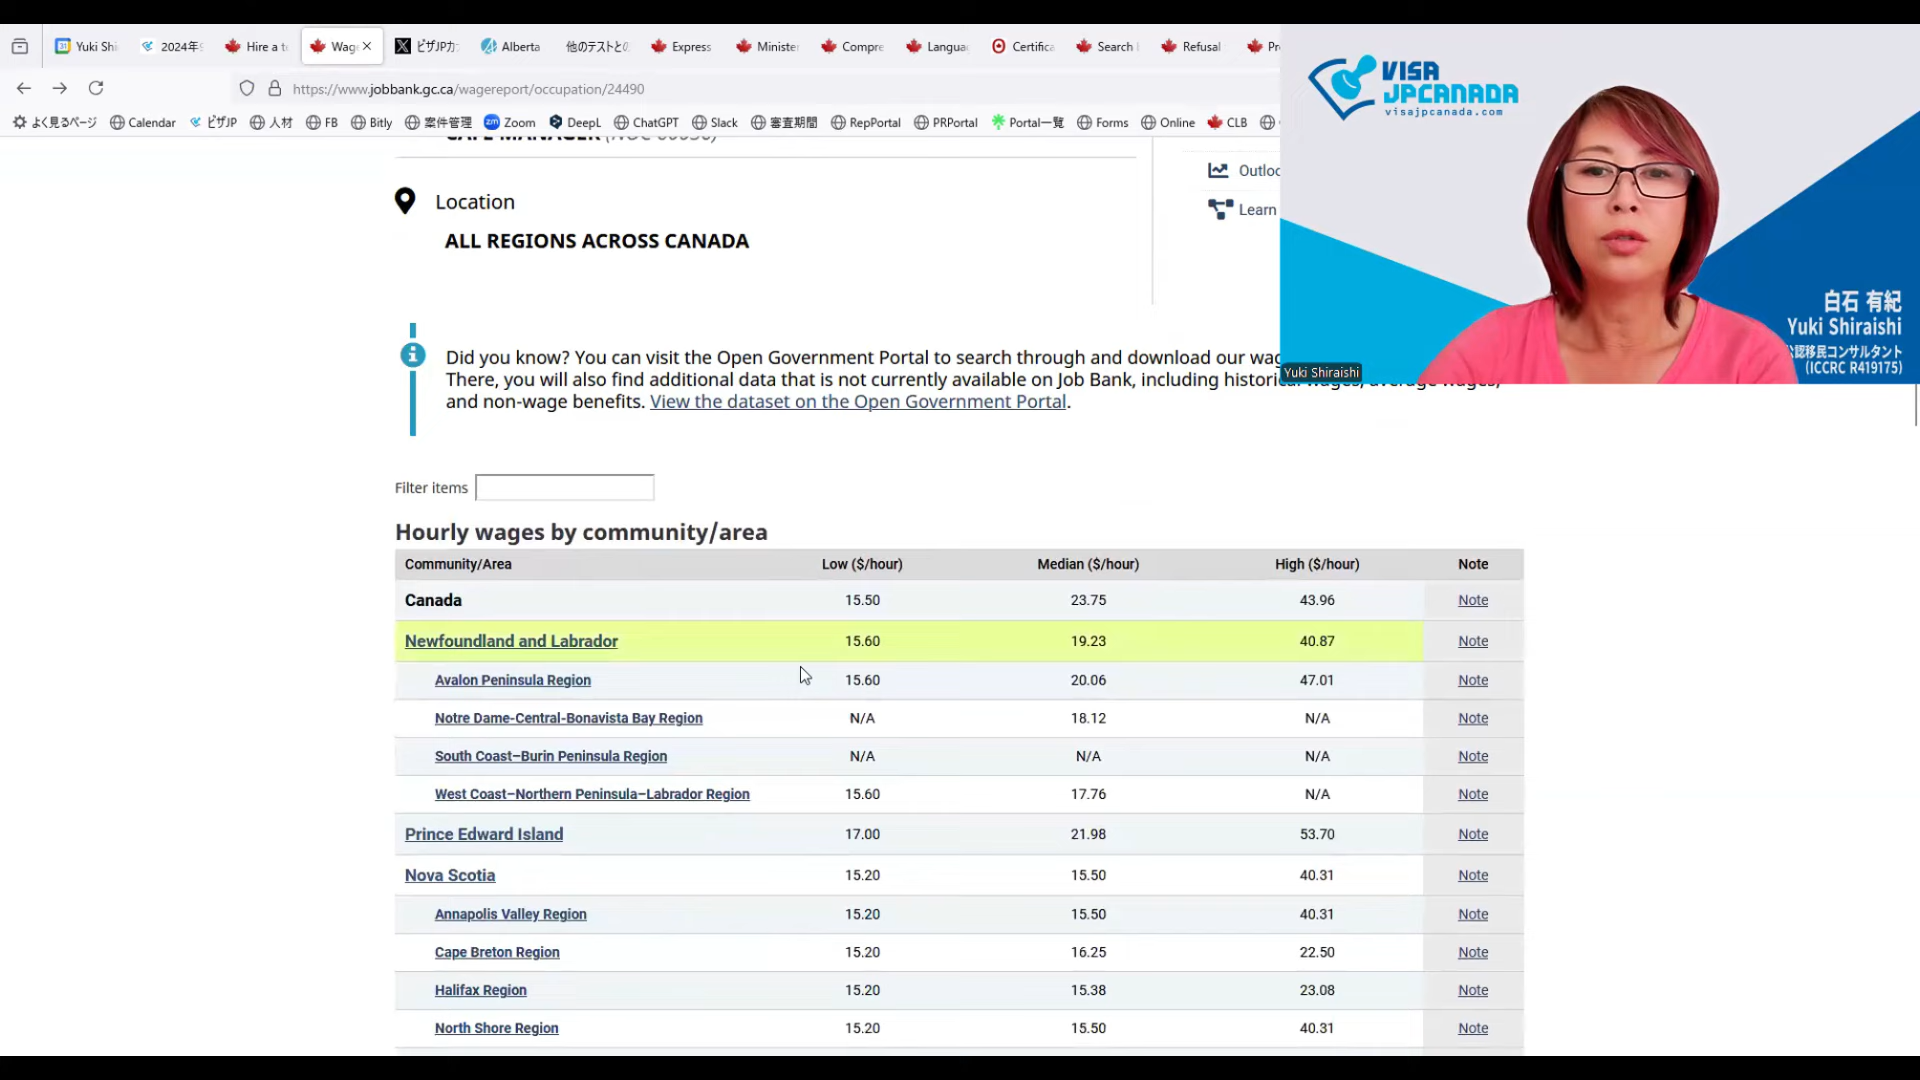 Yuki Shi
2024年
Hire a t
Wag
ビザJPカ
Alberta
他のテストとの
Express
Ministe
Compre
Langua
Certifica
Search
Refusal
Pr
https://www.jobbank.gc.ca/wagereport/occupation/24490
よく見るページ
Calendar
ビザJP
人材
FB
Bitly
案件管理
Zoom
DeepL
ChatGPT
Slack
審査期間
RepPortal
PRPortal
Portal一覧
Forms
Online
CLB
CAFE MANAGER (NOC 60030)
Location
ALL REGIONS ACROSS CANADA
Outloo
Learn
VISA
JPCANADA
visajpcanada.com
白石 有紀
Yuki Shiraishi
公認移民コンサルタント
(ICCRC R419175)
Yuki Shiraishi
Did you know? You can visit the Open Government Portal to search through and download our wag
There, you will also find additional data that is not currently available on Job Bank, including historical wages, average wages,
and non-wage benefits. View the dataset on the Open Government Portal.
Filter items
Hourly wages by community/area
Community/Area Low ($/hour) Median ($/hour) High ($/hour) Note
Canada 15.50 23.75 43.96 Note
Newfoundland and Labrador 15.60 19.23 40.87 Note
Avalon Peninsula Region 15.60 20.06 47.01 Note
Notre Dame-Central-Bonavista Bay Region N/A 18.12 N/A Note
South Coast–Burin Peninsula Region N/A N/A N/A Note
West Coast–Northern Peninsula–Labrador Region 15.60 17.76 N/A Note
Prince Edward Island 17.00 21.98 53.70 Note
Nova Scotia 15.20 15.50 40.31 Note
Annapolis Valley Region 15.20 15.50 40.31 Note
Cape Breton Region 15.20 16.25 22.50 Note
Halifax Region 15.20 15.38 23.08 Note
North Shore Region 15.20 15.50 40.31 Note